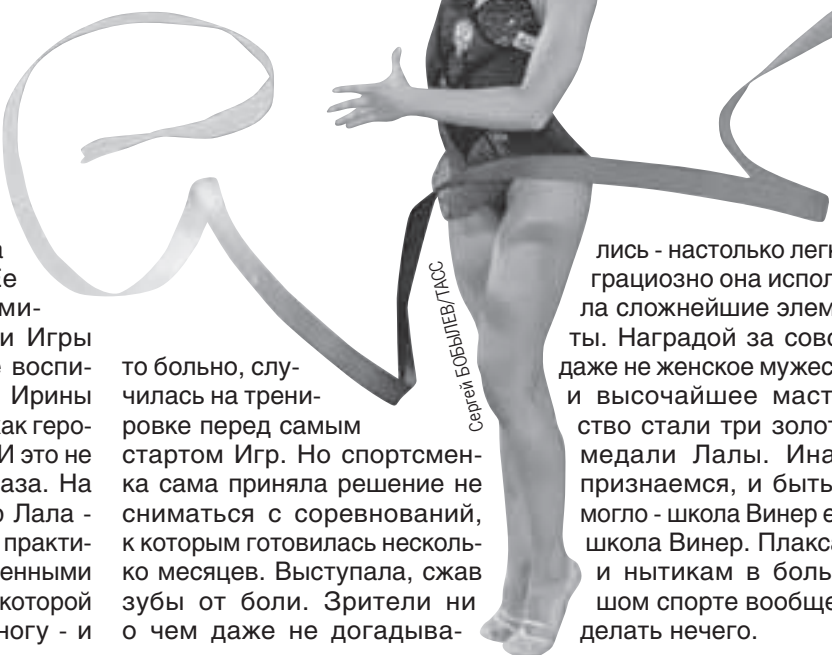 ми-
и Игры
воспи-
Ирины
как геро-
И это не
аза. На
Лала -
практи-
енными
которой
ногу - и
то больно, слу-
чилась на трени-
ровке перед самым
стартом Игр. Но спортсмен-
ка сама приняла решение не
сниматься с соревнований,
к которым готовилась несколь-
ко месяцев. Выступала, сжав
зубы от боли. Зрители ни
о чем даже не догадыва-
Сергей БОБЫЛЕВ/ТАСС
лись - настолько легк
грациозно она испол
ла сложнейшие элем
ты. Наградой за совс
даже не женское мужес
и высочайшее маст
ство стали три золот
медали Лалы. Ина
признаемся, и быть
могло - школа Винер е
школа Винер. Плакса
и нытикам в боль
шом спорте вообще
делать нечего.